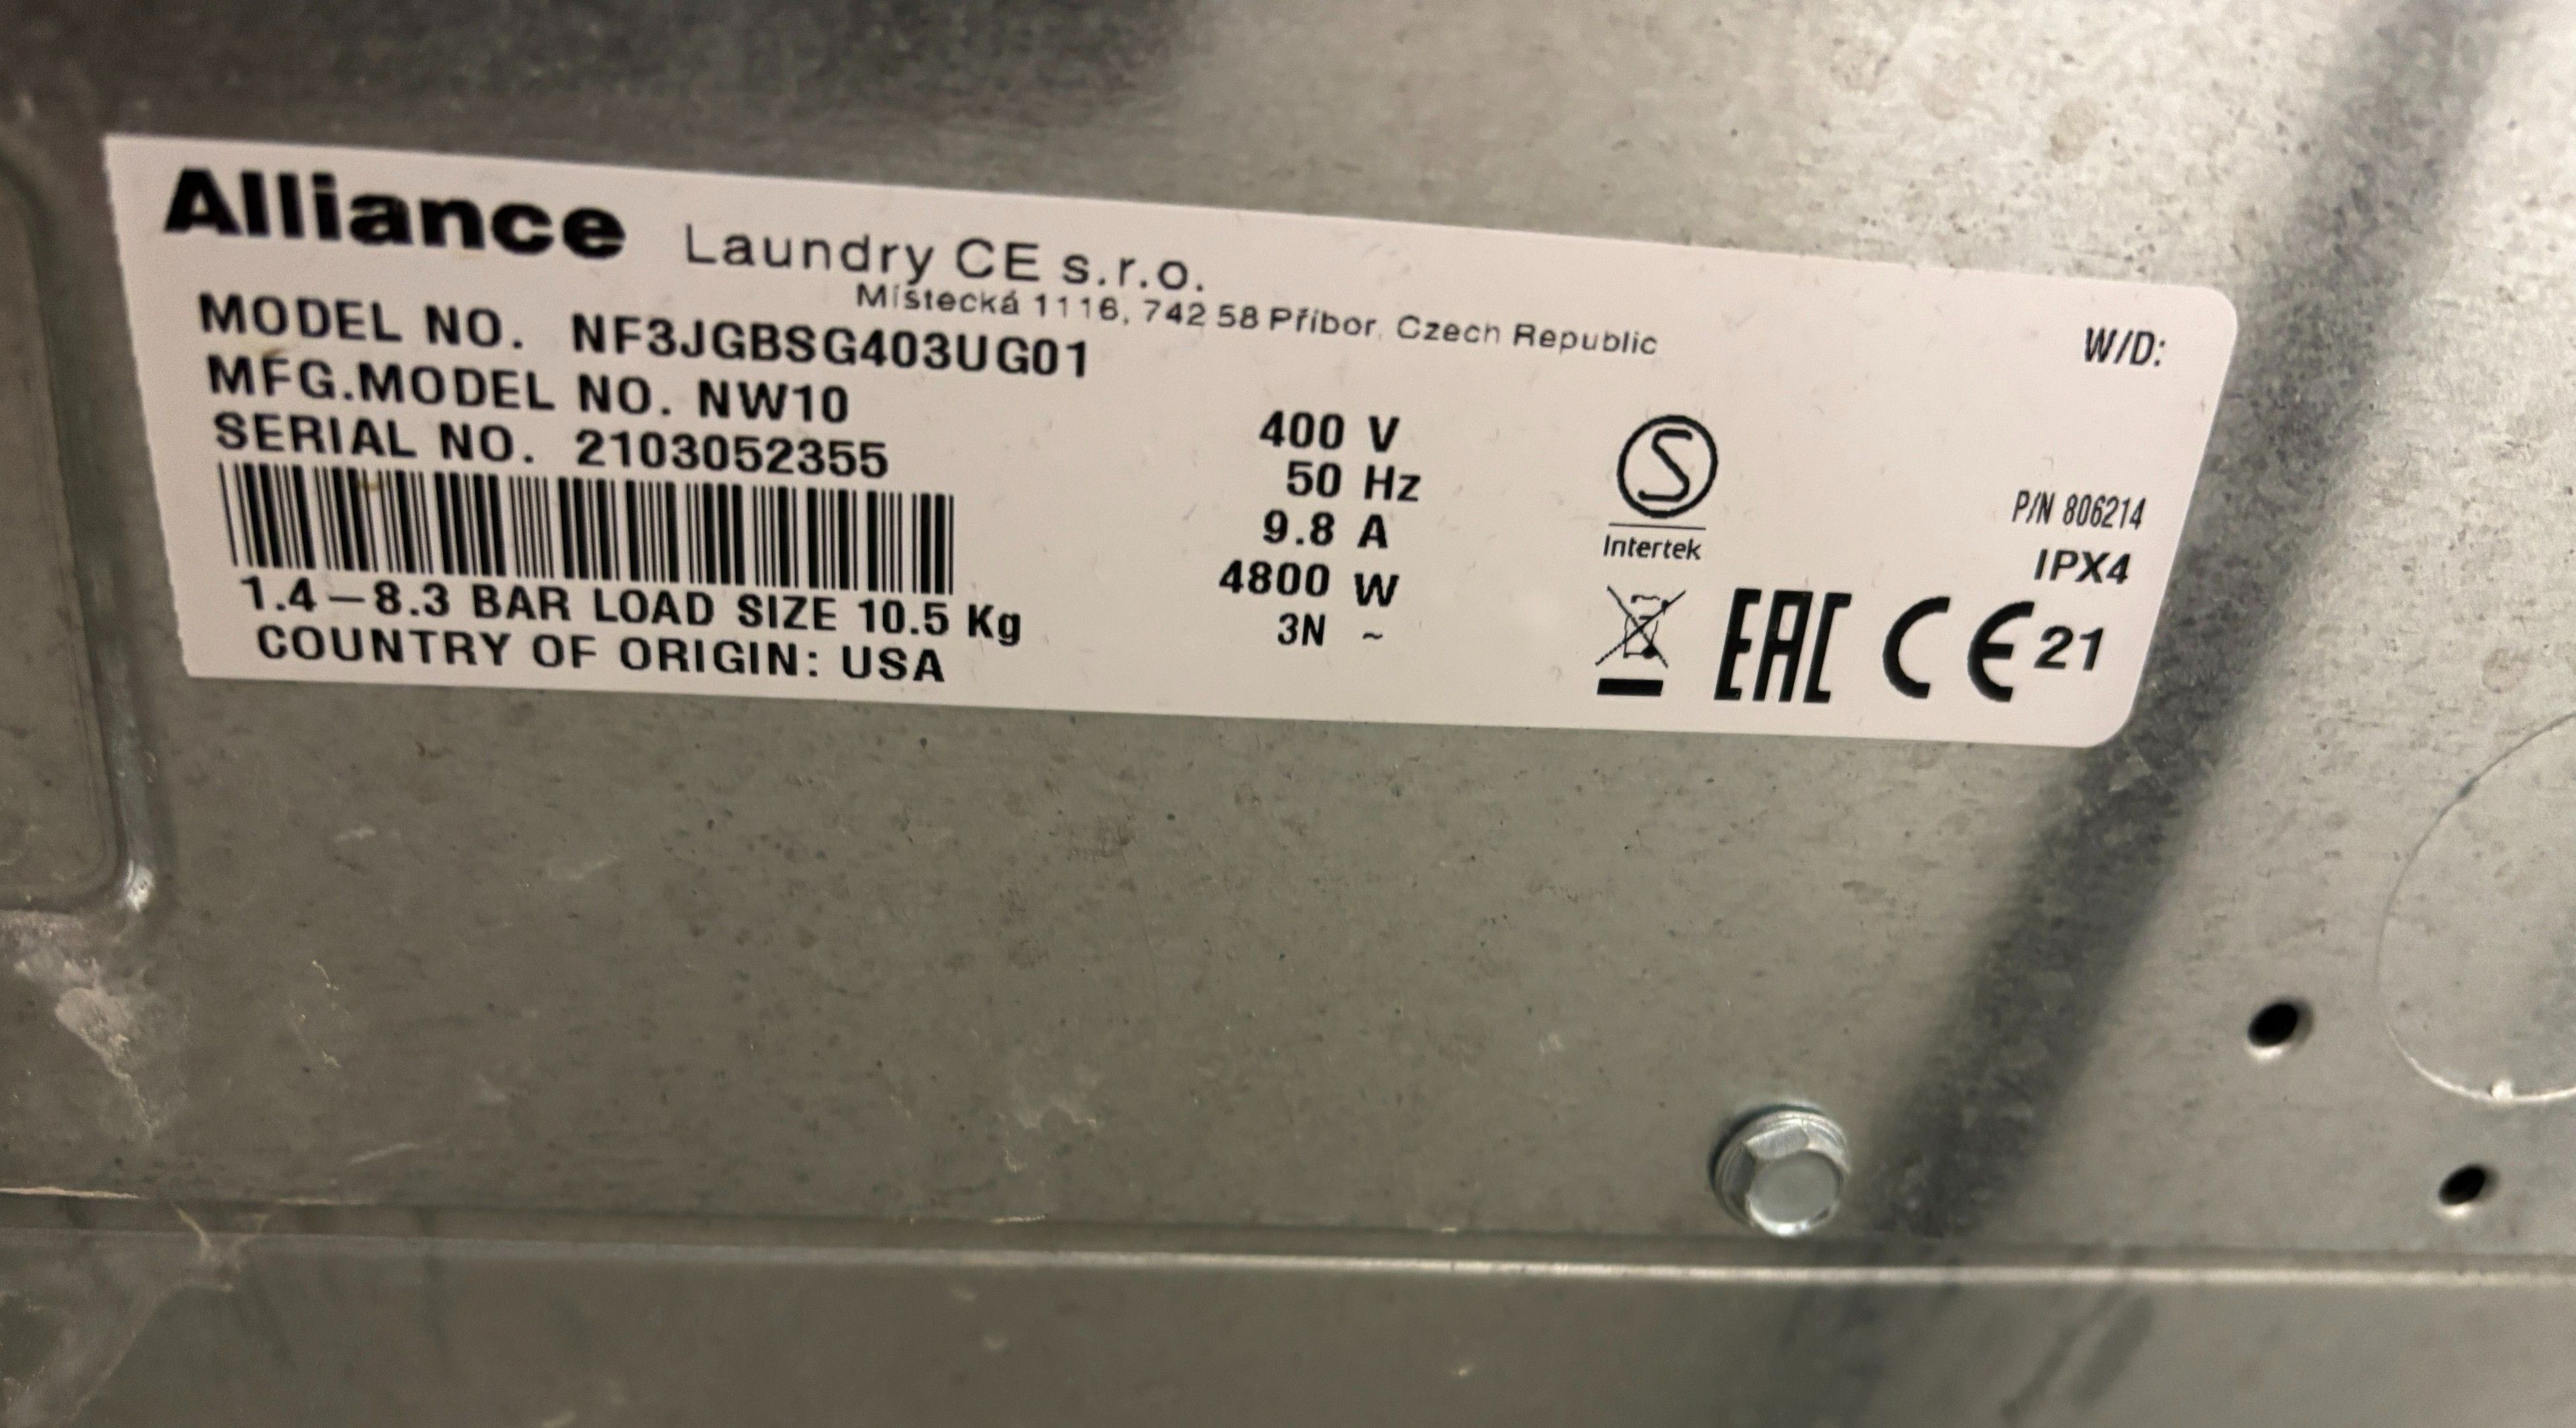 Alliance Laundry CE s.r.o.
Místecká 1116, 742 58 Příbor, Czech Republic
W/D:
MODEL NO. NF3JGBSG403UG01
MFG.MODEL NO. NW10
SERIAL NO. 2103052355
1.4–8.3 BAR LOAD SIZE 10.5 Kg
COUNTRY OF ORIGIN: USA
400 V
50 Hz
9.8 A
4800 W
3N ~
S
Intertek
P/N 806214
IPX4
EAC CE 21